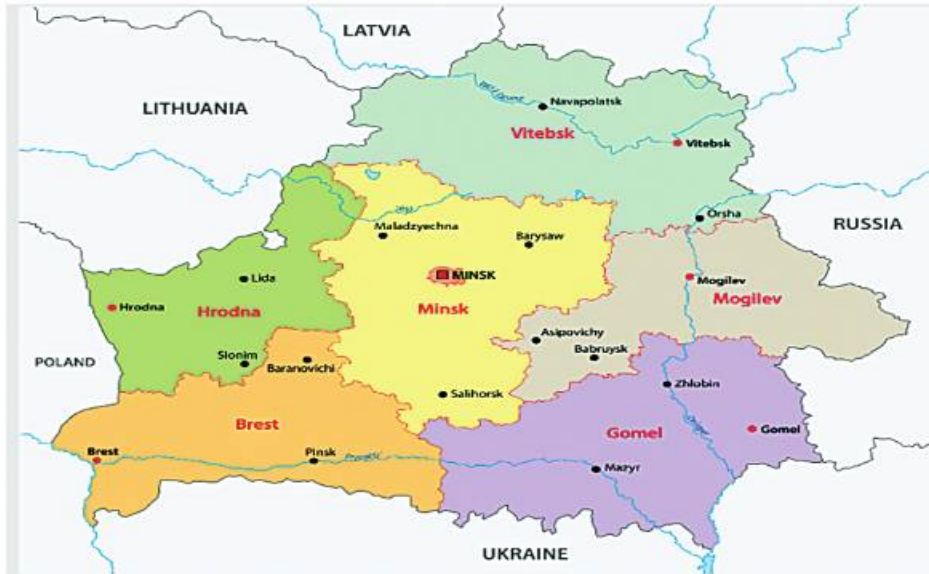 LATVIA
LITHUANIA
Navapolatsk
Vitebsk
Vitebsk
Orsha
RUSSIA
Maladzyechna
Barysaw
Lida
MINSK
Mogilev
Mogilev
Hrodna
Hrodna
Minsk
Asipovichy
POLAND
Slonim
Baranovichi
Babruysk
Zhlobin
Salihorsk
Brest
Gomel
Gomel
Brest
Pinsk
Mazyr
UKRAINE